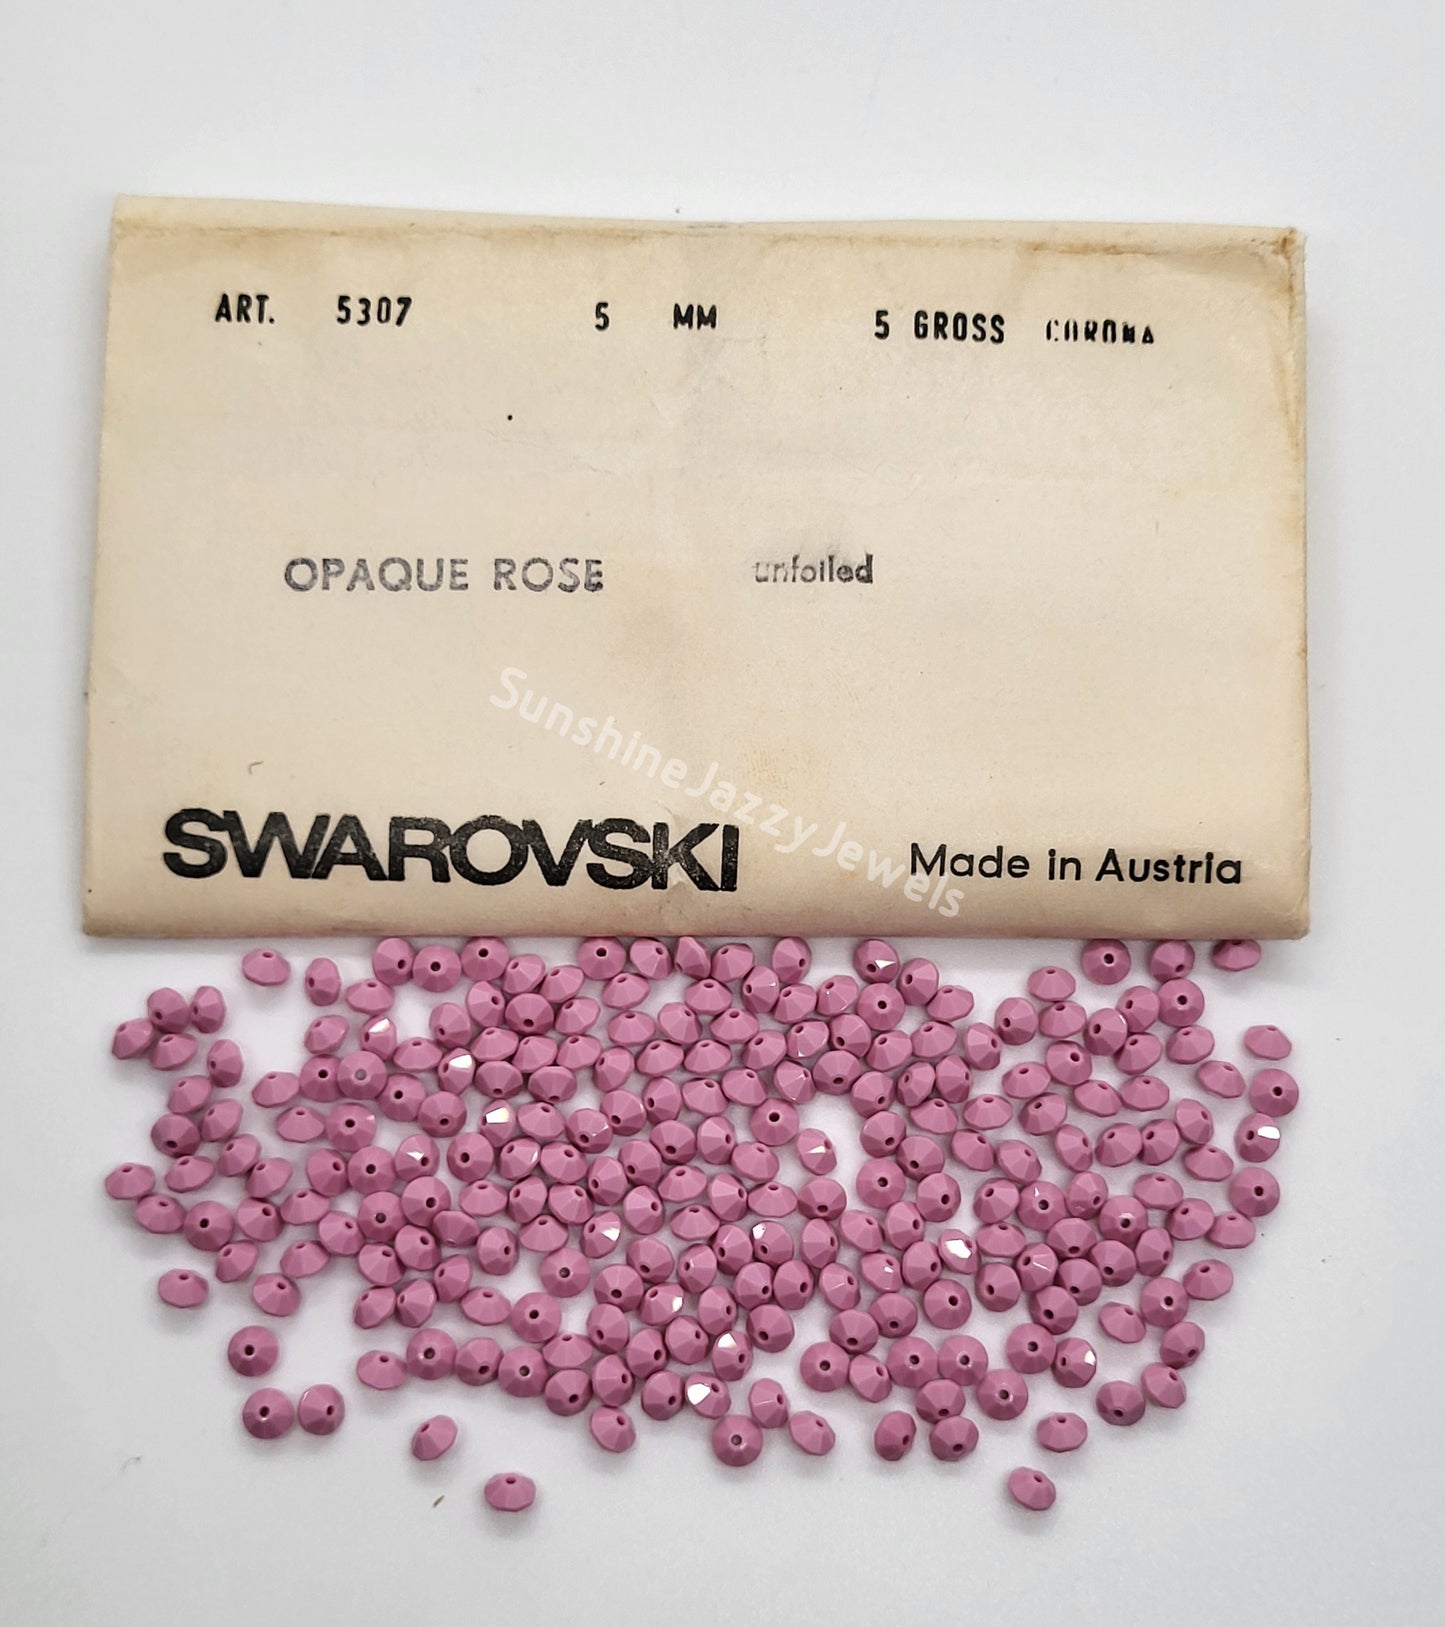 ART. 5307 5 MM 5 GROSS CORONA
OPAQUE ROSE unfoiled
SunshineJazzyJewels
SWAROVSKI Made in Austria